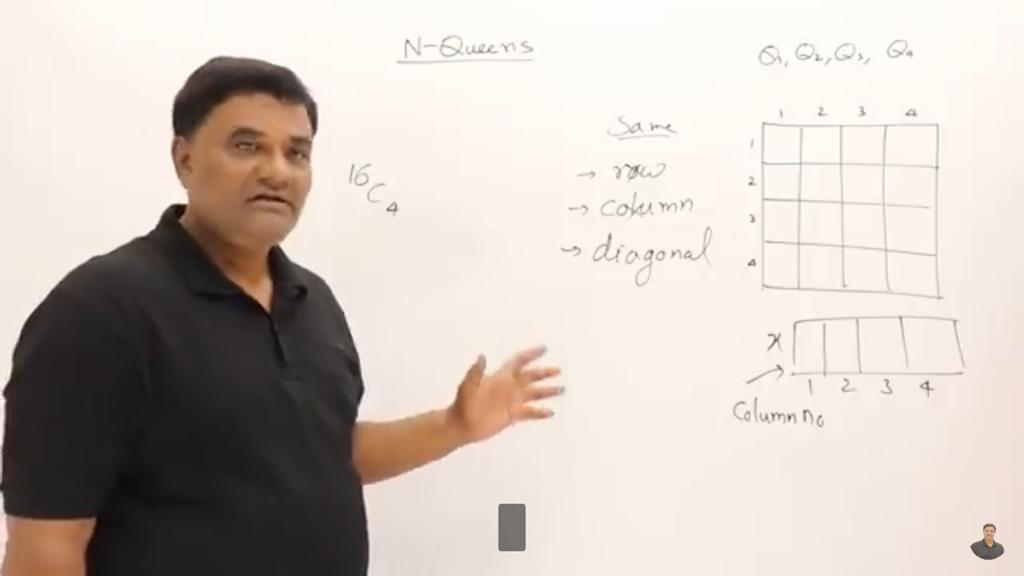 N-Queens
Q1, Q2, Q3, Q4
16C4
Same
→ row
→ column
→ diagonal
1 2 3 4
1
2
3
4
x
1 2 3 4
Column no